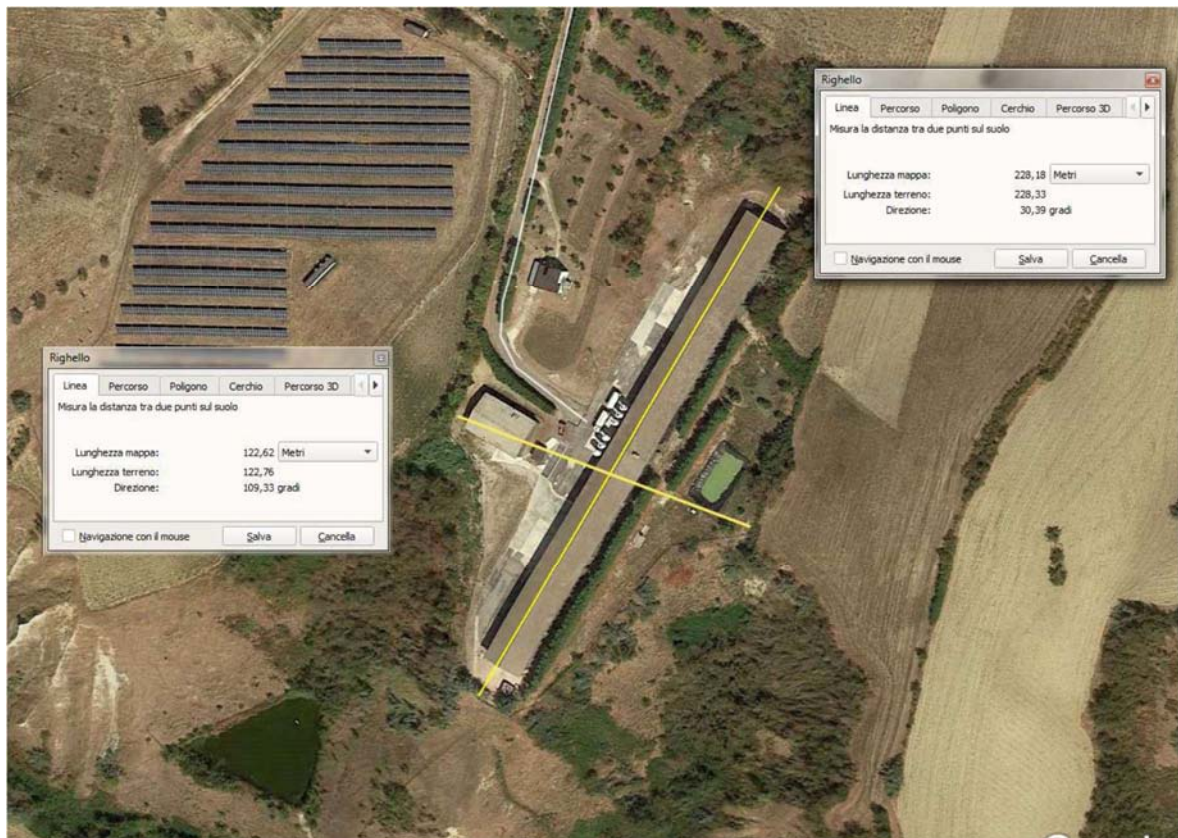 Righello
Linea Percorso Poligono Cerchio Percorso 3D
Misura la distanza tra due punti sul suolo
Lunghezza mappa: 228,18 Metri
Lunghezza terreno: 228,33
Direzione: 30,39 gradi
Navigazione con il mouse Salva Cancella
Righello
Linea Percorso Poligono Cerchio Percorso 3D
Misura la distanza tra due punti sul suolo
Lunghezza mappa: 122,62 Metri
Lunghezza terreno: 122,76
Direzione: 109,33 gradi
Navigazione con il mouse Salva Cancella